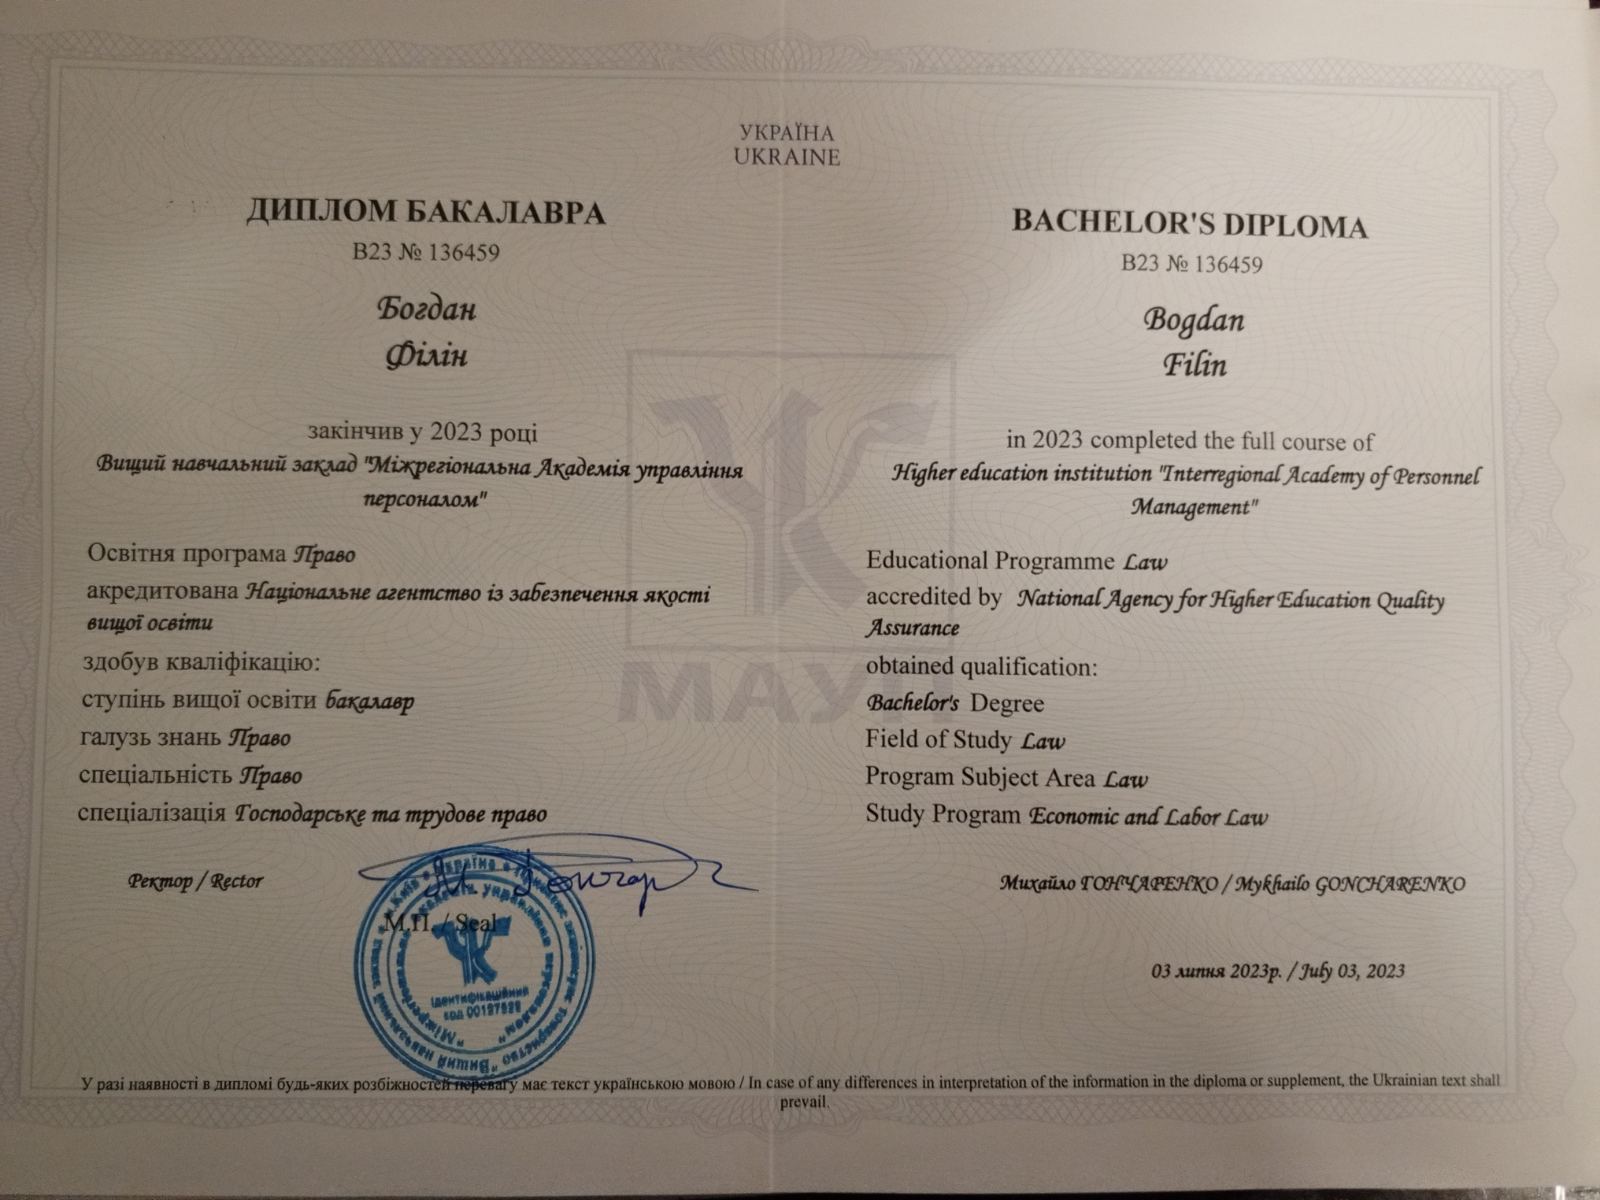 УКРАЇНА
UKRAINE
ДИПЛОМ БАКАЛАВРА
В23 № 136459
Богдан
Філін
закінчив у 2023 році
Вищий навчальний заклад "Міжрегіональна Академія управління
персоналом"
Освітня програма Право
акредитована Національне агентство із забезпечення якості
вищої освіти
здобув кваліфікацію:
ступінь вищої освіти бакалавр
галузь знань Право
спеціальність Право
спеціалізація Господарське та трудове право
Ректор / Rector
М.П. / Seal
ідентифікаційний
код 00127522
BACHELOR'S DIPLOMA
B23 № 136459
Bogdan
Filin
in 2023 completed the full course of
Higher education institution "Interregional Academy of Personnel
Management"
Educational Programme Law
accredited by National Agency for Higher Education Quality
Assurance
obtained qualification:
Bachelor's Degree
Field of Study Law
Program Subject Area Law
Study Program Economic and Labor Law
Михайло ГОНЧАРЕНКО / Mykhailo GONCHARENKO
03 липня 2023р. / July 03, 2023
МАУП
У разі наявності в дипломі будь-яких розбіжностей перевагу має текст українською мовою / In case of any differences in interpretation of the information in the diploma or supplement, the Ukrainian text shall
prevail.